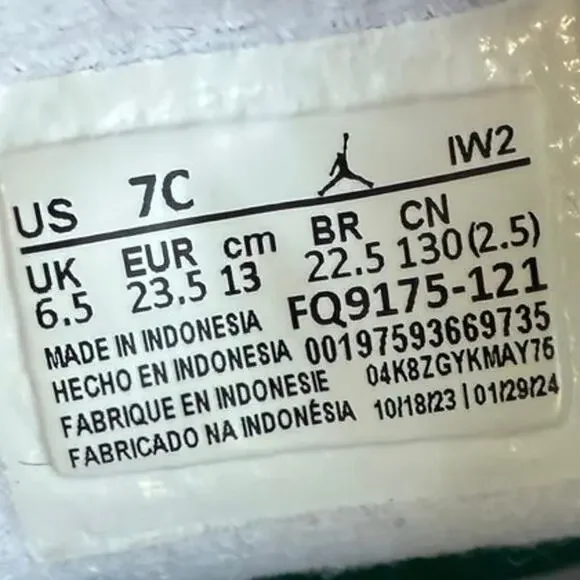 US 7C IW2
UK EUR cm BR CN
6.5 23.5 13 22.5 130(2.5)
MADE IN INDONESIA FQ9175-121
HECHO EN INDONESIA 00197593669735
FABRIQUE EN INDONESIE 04K8ZGYKMAY76
FABRICADO NA INDONÉSIA 10/18/23 | 01/29/24